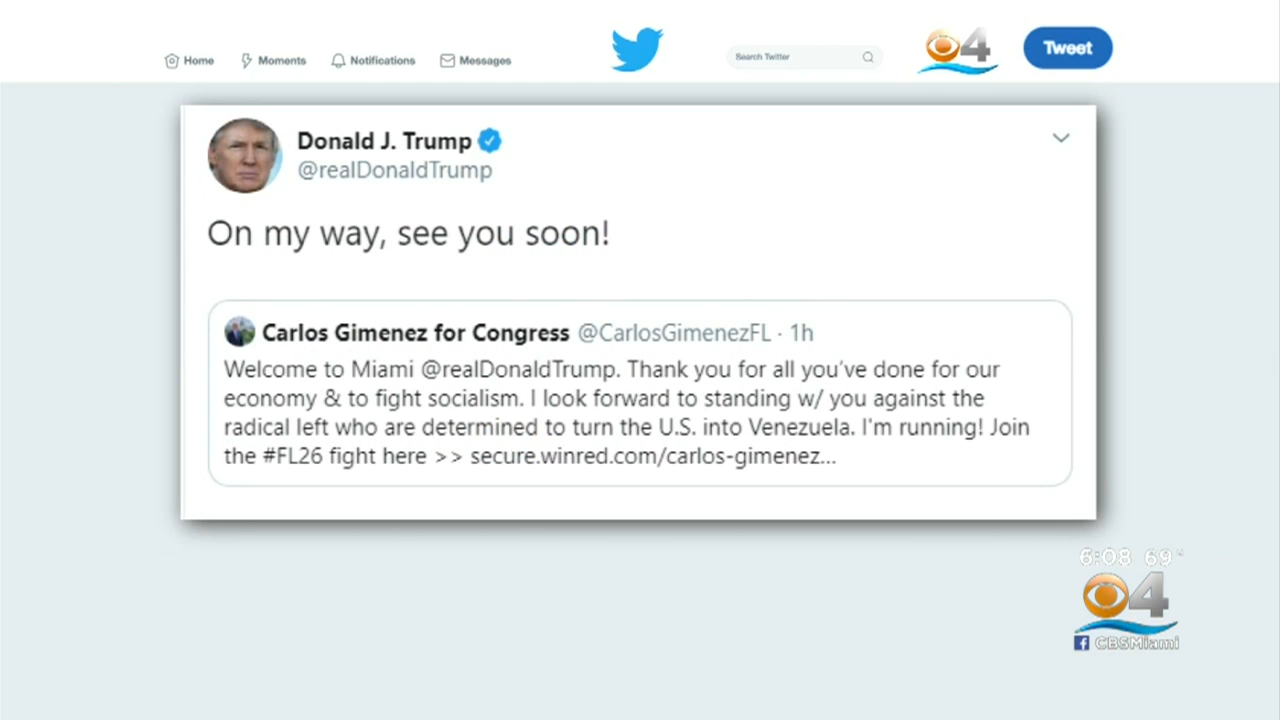 Home Moments Notifications Messages Search Twitter 4 Tweet
Donald J. Trump
@realDonaldTrump
On my way, see you soon!
Carlos Gimenez for Congress @CarlosGimenezFL · 1h
Welcome to Miami @realDonaldTrump. Thank you for all you've done for our
economy & to fight socialism. I look forward to standing w/ you against the
radical left who are determined to turn the U.S. into Venezuela. I'm running! Join
the #FL26 fight here >> secure.winred.com/carlos-gimenez...
6:08 69°
4
CBSMiami